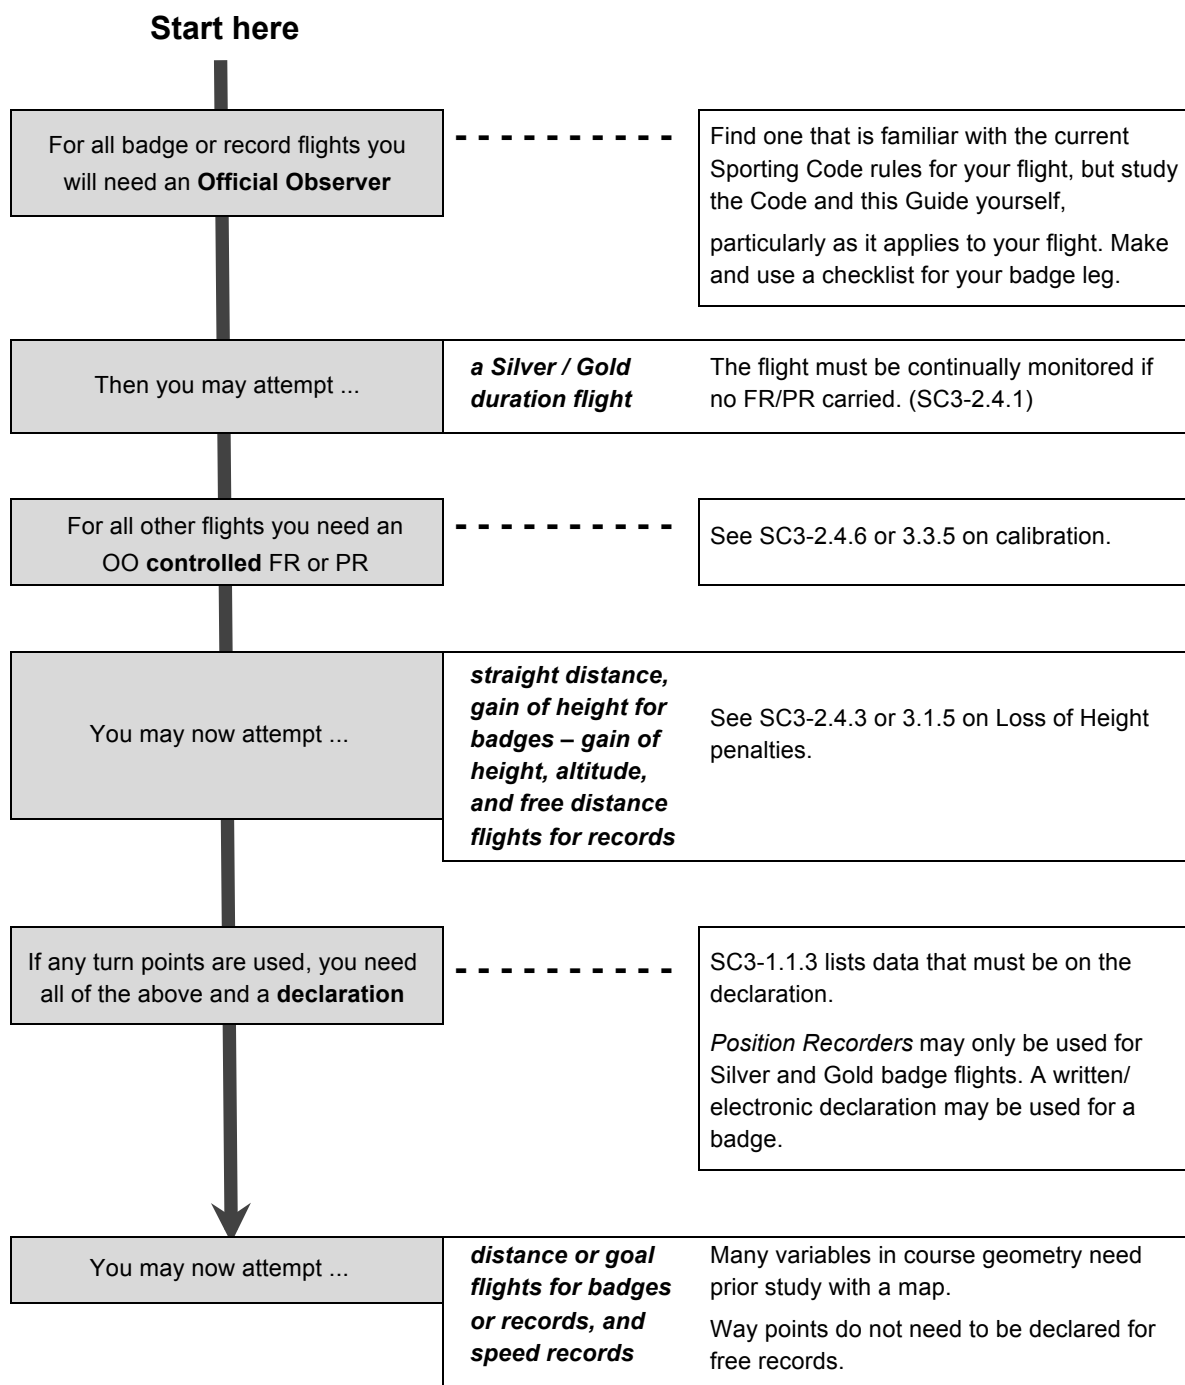 Start here
For all badge or record flights you
will need an Official Observer
Find one that is familiar with the current
Sporting Code rules for your flight, but study
the Code and this Guide yourself,
particularly as it applies to your flight. Make
and use a checklist for your badge leg.
Then you may attempt ...
a Silver / Gold
duration flight
The flight must be continually monitored if
no FR/PR carried. (SC3-2.4.1)
For all other flights you need an
OO controlled FR or PR
See SC3-2.4.6 or 3.3.5 on calibration.
You may now attempt ...
straight distance,
gain of height for
badges – gain of
height, altitude,
and free distance
flights for records
See SC3-2.4.3 or 3.1.5 on Loss of Height
penalties.
If any turn points are used, you need
all of the above and a declaration
SC3-1.1.3 lists data that must be on the
declaration.
Position Recorders may only be used for
Silver and Gold badge flights. A written/
electronic declaration may be used for a
badge.
You may now attempt ...
distance or goal
flights for badges
or records, and
speed records
Many variables in course geometry need
prior study with a map.
Way points do not need to be declared for
free records.